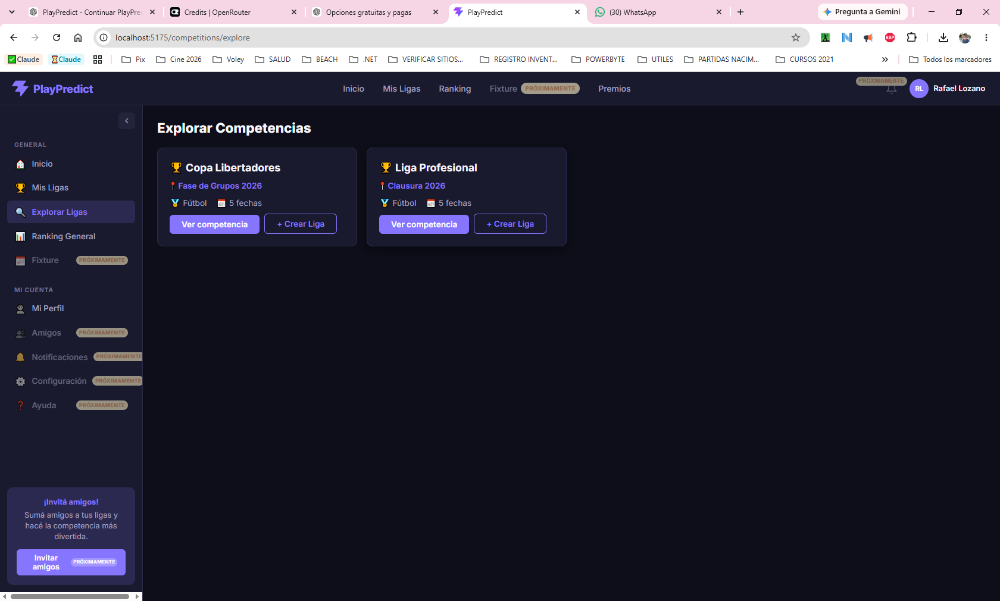 PlayPredict - Continuar PlayPre
Credits | OpenRouter
Opciones gratuitas y pagas
PlayPredict
(30) WhatsApp
Pregunta a Gemini
localhost:5175/competitions/explore
ABP
Claude
Claude
Pix
Cine 2026
Voley
SALUD
BEACH
.NET
VERIFICAR SITIOS...
REGISTRO INVENT...
POWERBYTE
UTILES
PARTIDAS NACIM...
CURSOS 2021
»
Todos los marcadores
PlayPredict
Inicio
Mis Ligas
Ranking
Fixture PRÓXIMAMENTE
Premios
PRÓXIMAMENTE
RL
Rafael Lozano
GENERAL
Inicio
Mis Ligas
Explorar Ligas
Ranking General
Fixture PRÓXIMAMENTE
MI CUENTA
Mi Perfil
Amigos PRÓXIMAMENTE
Notificaciones PRÓXIMAMENTE
Configuración PRÓXIMAMENTE
Ayuda PRÓXIMAMENTE
¡Invitá amigos!
Sumá amigos a tus ligas y
hacé la competencia más
divertida.
Invitar
amigos
PRÓXIMAMENTE
Explorar Competencias
Copa Libertadores
Fase de Grupos 2026
Fútbol 5 fechas
Ver competencia
+ Crear Liga
Liga Profesional
Clausura 2026
Fútbol 5 fechas
Ver competencia
+ Crear Liga